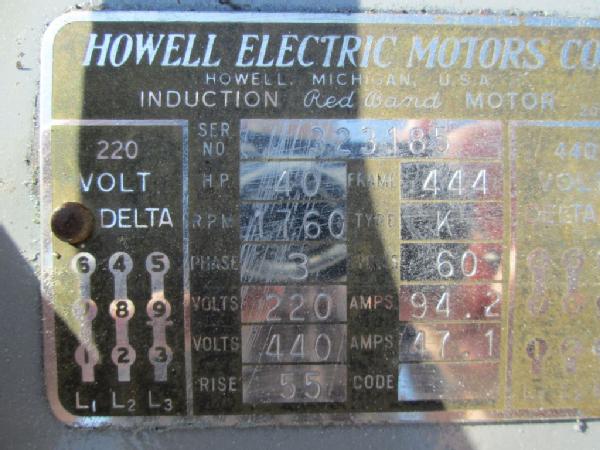 HOWELL ELECTRIC MOTORS CO
HOWELL, MICHIGAN, U.S.A.
INDUCTION Red Band MOTOR
220
VOLT
DELTA
6 4 5
8 9
1 2 3
L1 L2 L3
SER NO 323185
H.P. 40 FRAME 444
R.P.M. 1760 TYPE K
PHASE 3 60
VOLTS 220 AMPS 94.2
VOLTS 440 AMPS 47.1
RISE 55 CODE
440
VOLT
DELTA